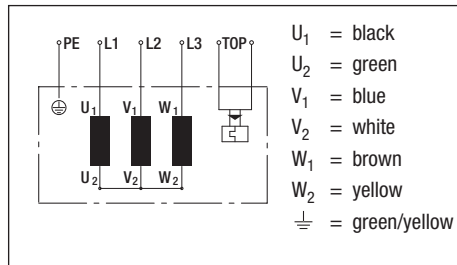 PE L1 L2 L3 TOP
U1 V1 W1
U2 V2 W2
U1 = black
U2 = green
V1 = blue
V2 = white
W1 = brown
W2 = yellow
⏚ = green/yellow